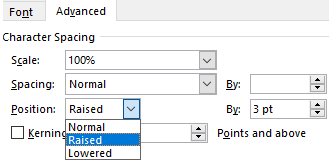 Font Advanced
Character Spacing
Scale: 100%
Spacing: Normal By:
Position: Raised By: 3 pt
Normal
Kerning Raised Points and above
Lowered